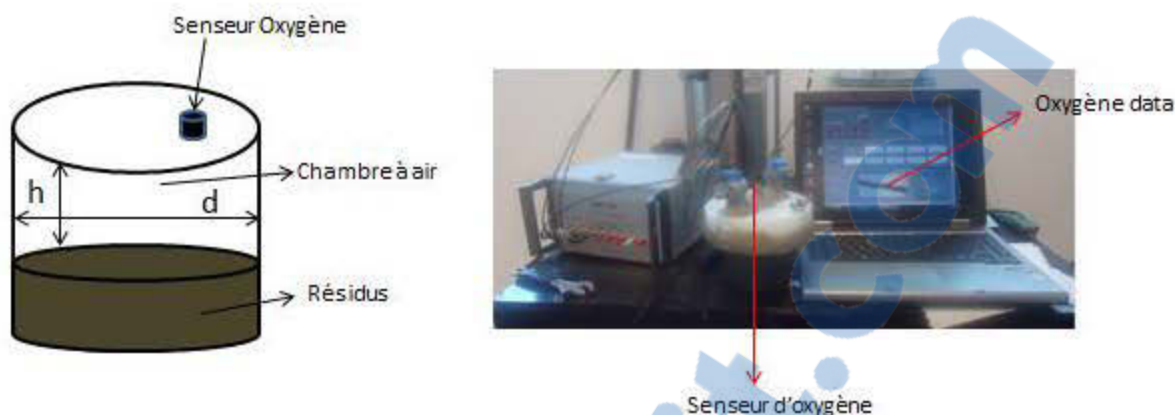 Senseur Oxygène
Chambre à air
h
d
Résidus
Oxygène data
Senseur d'oxygène